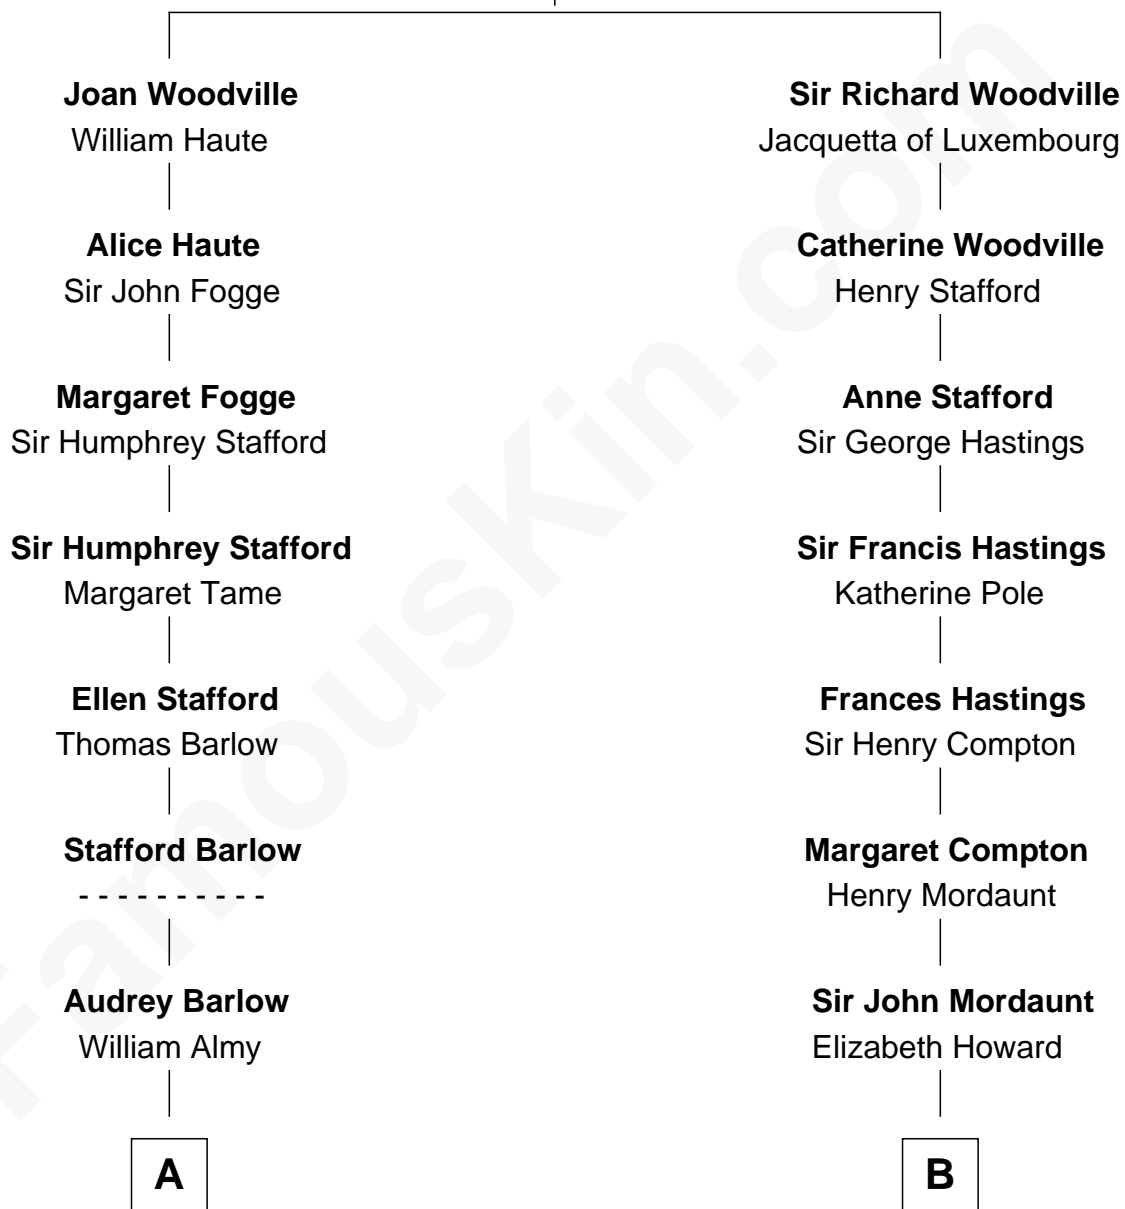 Joan Woodville
William Haute
Alice Haute
Sir John Fogge
Margaret Fogge
Sir Humphrey Stafford
Sir Humphrey Stafford
Margaret Tame
Ellen Stafford
Thomas Barlow
Stafford Barlow
- - - - - - - - - -
Audrey Barlow
William Almy
A
Sir Richard Woodville
Jacquetta of Luxembourg
Catherine Woodville
Henry Stafford
Anne Stafford
Sir George Hastings
Sir Francis Hastings
Katherine Pole
Frances Hastings
Sir Henry Compton
Margaret Compton
Henry Mordaunt
Sir John Mordaunt
Elizabeth Howard
B
FamousKin.com